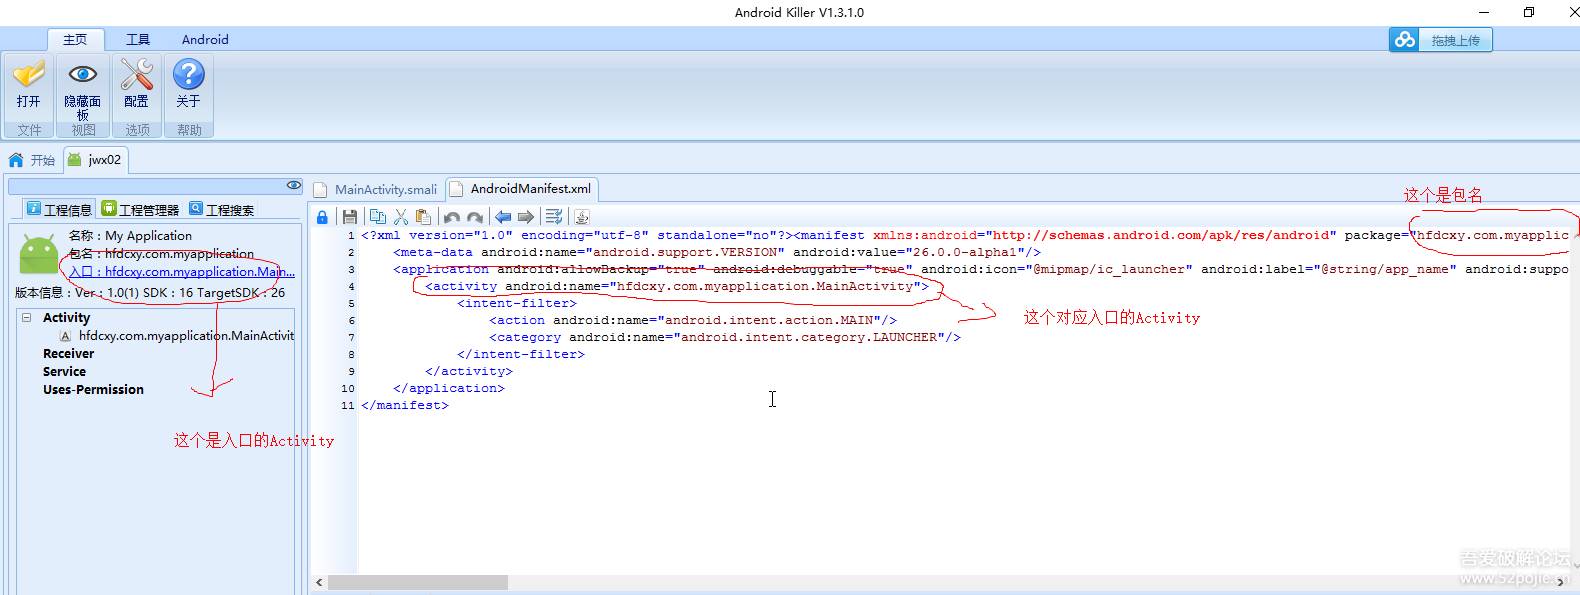 Android Killer V1.3.1.0
主页 工具 Android
拖拽上传
打开 隐藏面板 配置 关于
文件 视图 选项 帮助
开始 jwx02
MainActivity.smali AndroidManifest.xml
工程信息 工程管理器 工程搜索
名称：My Application
包名：hfdcxy.com.myapplication
入口：hfdcxy.com.myapplication.Main...
版本信息：Ver：1.0(1) SDK：16 TargetSDK：26
Activity
A hfdcxy.com.myapplication.MainActivit
Receiver
Service
Uses-Permission
这个是入口的Activity
这个是包名
1 <?xml version="1.0" encoding="utf-8" standalone="no"?><manifest xmlns:android="http://schemas.android.com/apk/res/android" package="hfdcxy.com.myapplic
2 <meta-data android:name="android.support.VERSION" android:value="26.0.0-alpha1"/>
3 <application android:allowBackup="true" android:debuggable="true" android:icon="@mipmap/ic_launcher" android:label="@string/app_name" android:suppo
4 <activity android:name="hfdcxy.com.myapplication.MainActivity">
5 <intent-filter>
6 <action android:name="android.intent.action.MAIN"/>
7 <category android:name="android.intent.category.LAUNCHER"/>
8 </intent-filter>
9 </activity>
10 </application>
11 </manifest>
这个对应入口的Activity
吾爱破解论坛
www.52pojie.cn